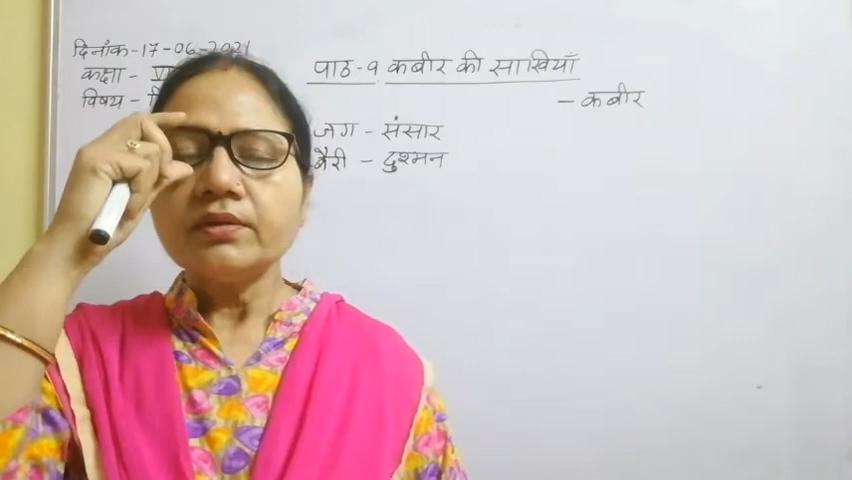 दिनांक-17-06-2021
कक्षा -
विषय -
पाठ-9 कबीर की साखियाँ
- कबीर
जग - संसार
बैरी - दुश्मन